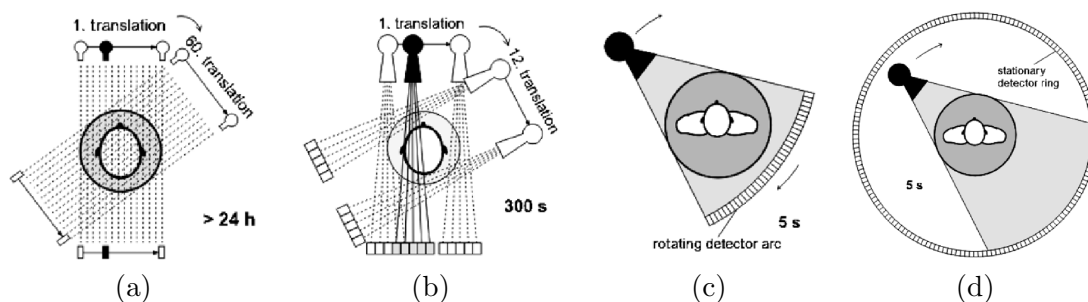 1. translation
60. translation
> 24 h
(a)
1. translation
12. translation
300 s
(b)
5 s
rotating detector arc
(c)
stationary
detector ring
5 s
(d)